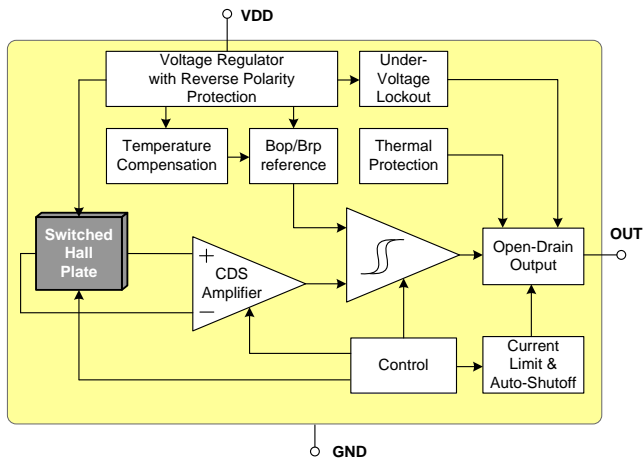 VDD
Voltage Regulator
with Reverse Polarity
Protection
Under-
Voltage
Lockout
Temperature
Compensation
Bop/Brp
reference
Thermal
Protection
Switched
Hall
Plate
+
CDS
Amplifier
−
Open-Drain
Output
OUT
Control
Current
Limit &
Auto-Shutoff
GND